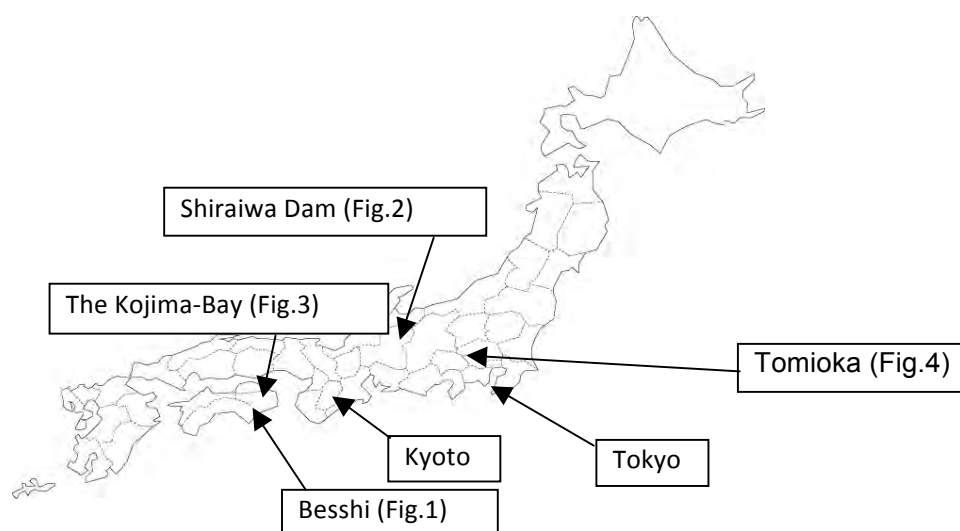 Shiraiwa Dam (Fig.2)
The Kojima-Bay (Fig.3)
Tomioka (Fig.4)
Kyoto
Tokyo
Besshi (Fig.1)